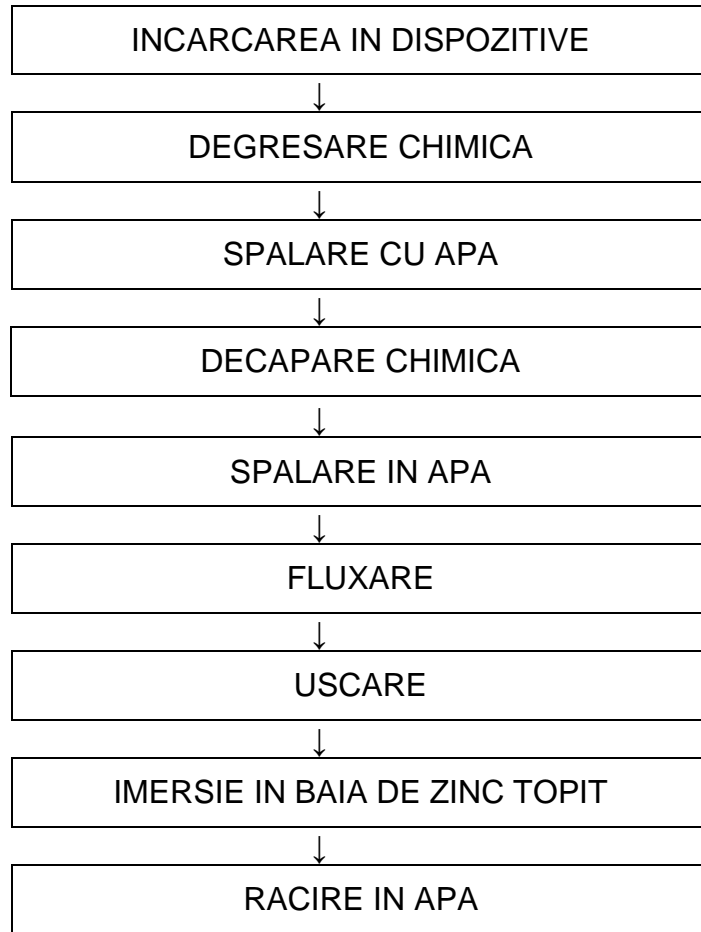 INCARCAREA IN DISPOZITIVE
↓
DEGRESARE CHIMICA
↓
SPALARE CU APA
↓
DECAPARE CHIMICA
↓
SPALARE IN APA
↓
FLUXARE
↓
USCARE
↓
IMERSIE IN BAIA DE ZINC TOPIT
↓
RACIRE IN APA